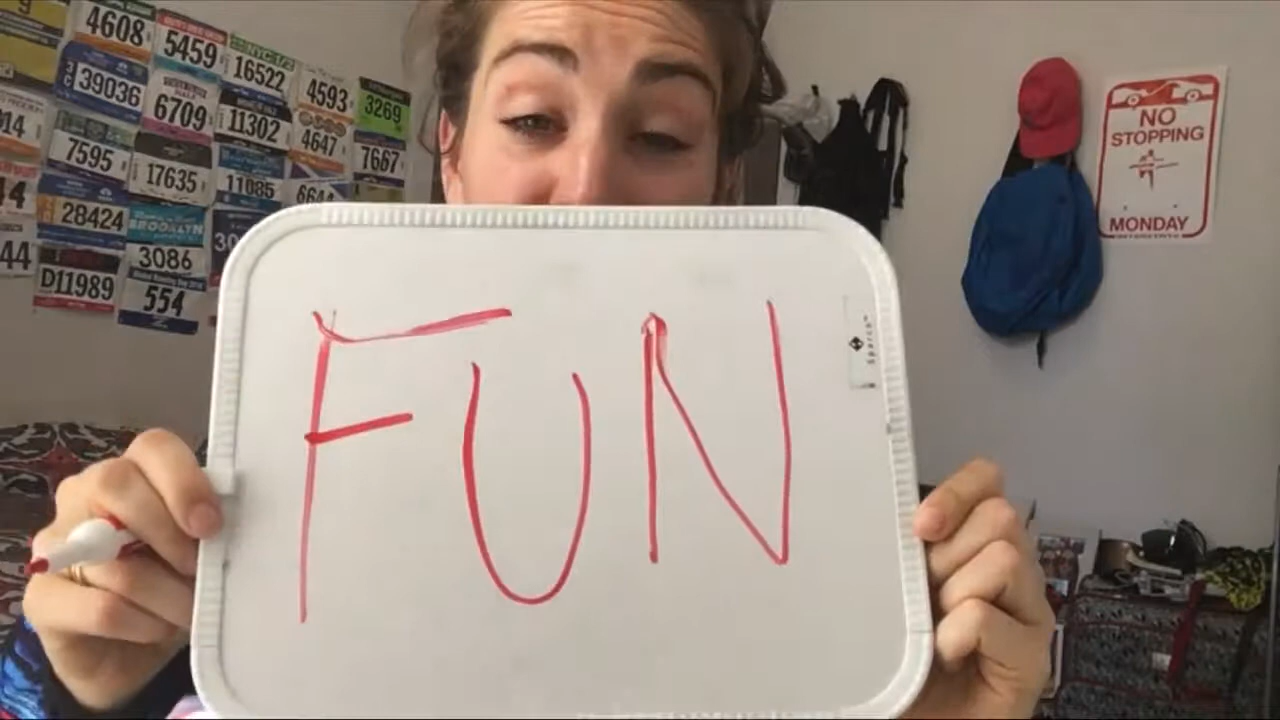 4608
5459
16522
39036
6709
4593
3269
11302
4647
7595
17635
7667
11085
28424
BROOKLYN
3086
D11989
554
FUN
Sparco
NO
STOPPING
MONDAY